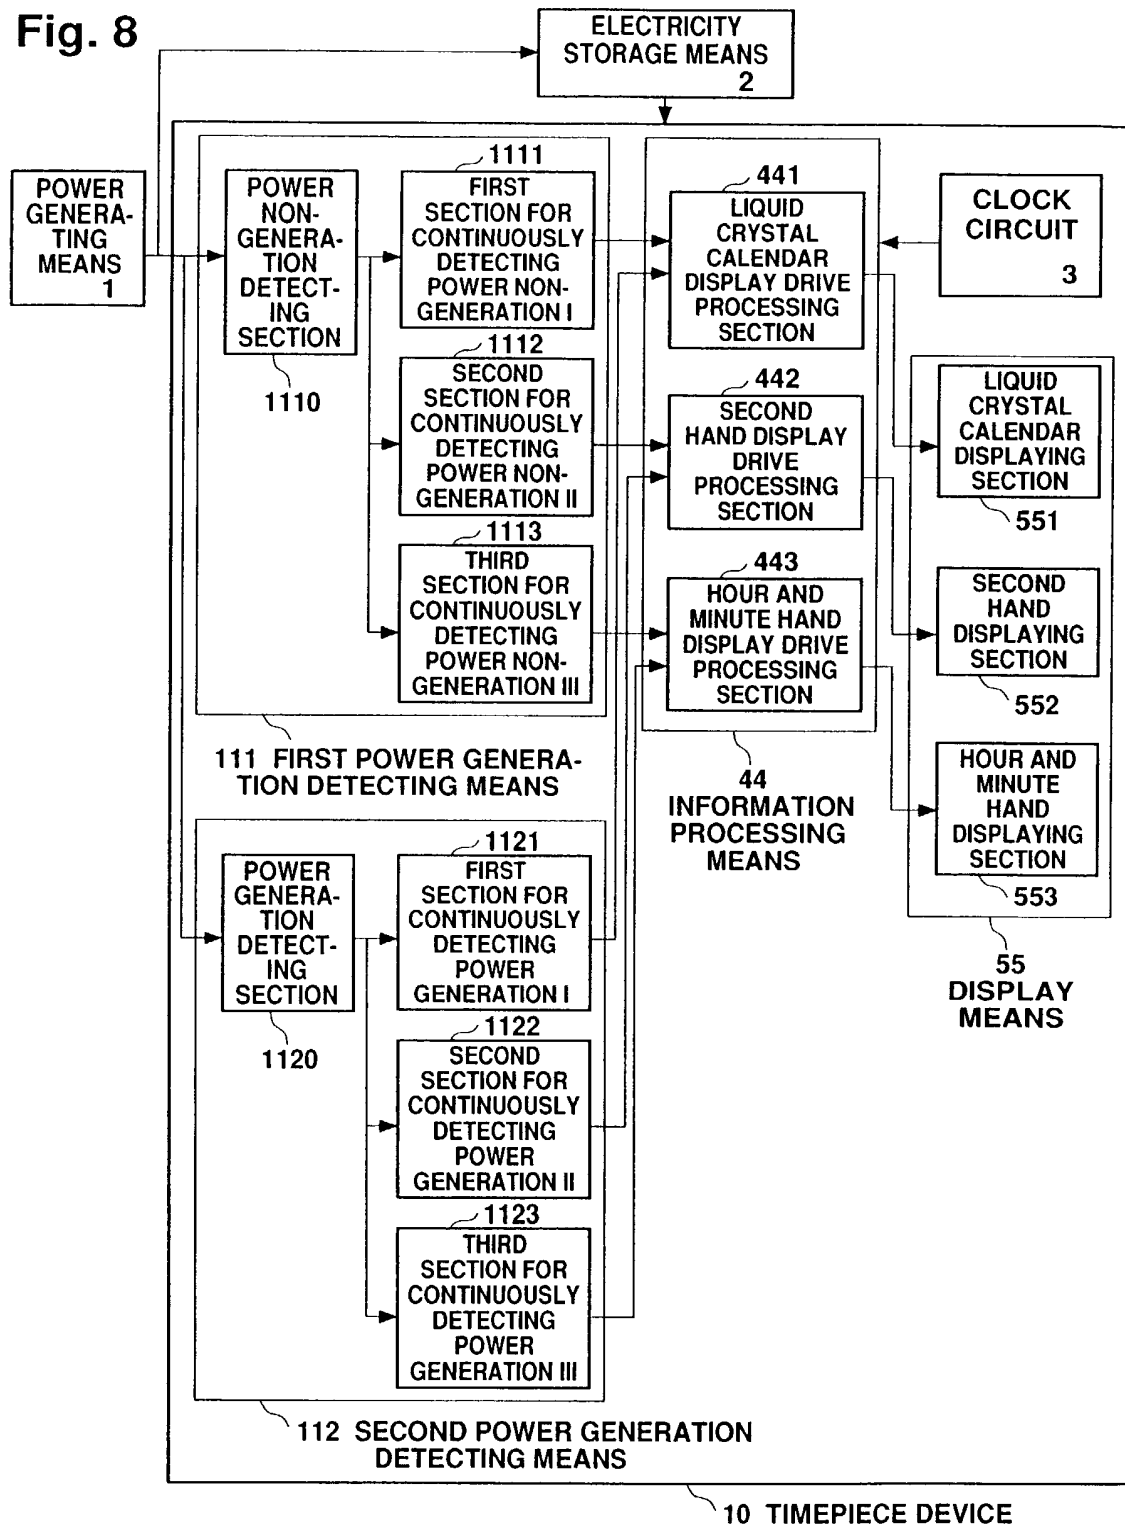 Fig. 8
ELECTRICITY
STORAGE MEANS
2
POWER
GENERA-
TING
MEANS
1
1111
POWER
NON-
GENERA-
TION
DETECT-
ING
SECTION
1110
FIRST
SECTION FOR
CONTINUOUSLY
DETECTING
POWER NON-
GENERATION I
1112
SECOND
SECTION FOR
CONTINUOUSLY
DETECTING
POWER NON-
GENERATION II
1113
THIRD
SECTION FOR
CONTINUOUSLY
DETECTING
POWER NON-
GENERATION III
111 FIRST POWER GENERA-
TION DETECTING MEANS
441
LIQUID
CRYSTAL
CALENDAR
DISPLAY DRIVE
PROCESSING
SECTION
442
SECOND
HAND DISPLAY
DRIVE
PROCESSING
SECTION
443
HOUR AND
MINUTE HAND
DISPLAY DRIVE
PROCESSING
SECTION
44
INFORMATION
PROCESSING
MEANS
CLOCK
CIRCUIT
3
LIQUID
CRYSTAL
CALENDAR
DISPLAYING
SECTION
551
SECOND
HAND
DISPLAYING
SECTION
552
HOUR AND
MINUTE
HAND
DISPLAYING
SECTION
553
55
DISPLAY
MEANS
POWER
GENERA-
TION
DETECT-
ING
SECTION
1120
1121
FIRST
SECTION FOR
CONTINUOUSLY
DETECTING
POWER
GENERATION I
1122
SECOND
SECTION FOR
CONTINUOUSLY
DETECTING
POWER
GENERATION II
1123
THIRD
SECTION FOR
CONTINUOUSLY
DETECTING
POWER
GENERATION III
112 SECOND POWER GENERATION
DETECTING MEANS
10 TIMEPIECE DEVICE